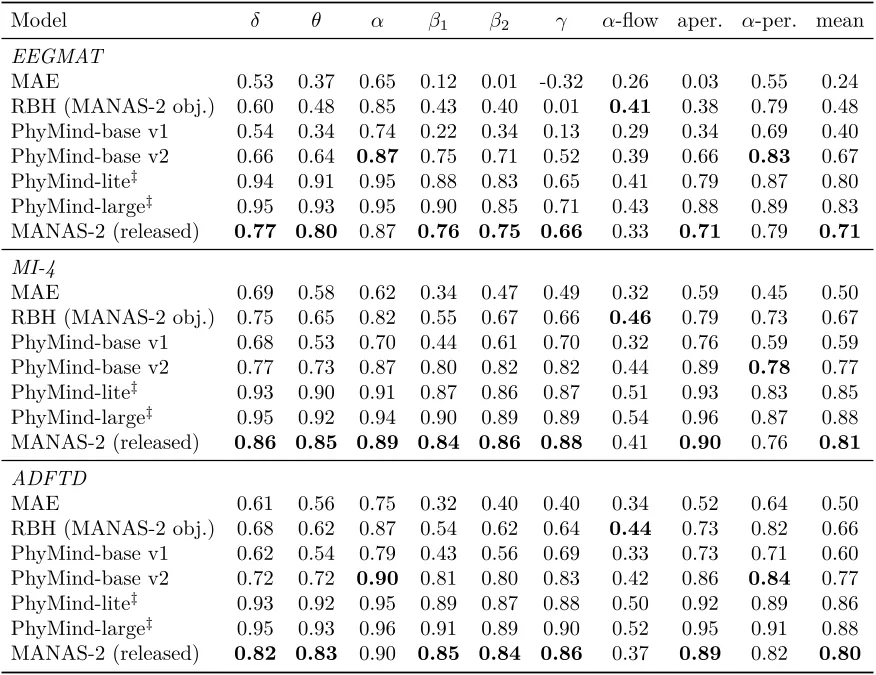 Model δ θ α β₁ β₂ γ α-flow aper. α-per. mean
EEGMAT
MAE 0.53 0.37 0.65 0.12 0.01 -0.32 0.26 0.03 0.55 0.24
RBH (MANAS-2 obj.) 0.60 0.48 0.85 0.43 0.40 0.01 0.41 0.38 0.79 0.48
PhyMind-base v1 0.54 0.34 0.74 0.22 0.34 0.13 0.29 0.34 0.69 0.40
PhyMind-base v2 0.66 0.64 0.87 0.75 0.71 0.52 0.39 0.66 0.83 0.67
PhyMind-lite‡ 0.94 0.91 0.95 0.88 0.83 0.65 0.41 0.79 0.87 0.80
PhyMind-large‡ 0.95 0.93 0.95 0.90 0.85 0.71 0.43 0.88 0.89 0.83
MANAS-2 (released) 0.77 0.80 0.87 0.76 0.75 0.66 0.33 0.71 0.79 0.71
MI-4
MAE 0.69 0.58 0.62 0.34 0.47 0.49 0.32 0.59 0.45 0.50
RBH (MANAS-2 obj.) 0.75 0.65 0.82 0.55 0.67 0.66 0.46 0.79 0.73 0.67
PhyMind-base v1 0.68 0.53 0.70 0.44 0.61 0.70 0.32 0.76 0.59 0.59
PhyMind-base v2 0.77 0.73 0.87 0.80 0.82 0.82 0.44 0.89 0.78 0.77
PhyMind-lite‡ 0.93 0.90 0.91 0.87 0.86 0.87 0.51 0.93 0.83 0.85
PhyMind-large‡ 0.95 0.92 0.94 0.90 0.89 0.89 0.54 0.96 0.87 0.88
MANAS-2 (released) 0.86 0.85 0.89 0.84 0.86 0.88 0.41 0.90 0.76 0.81
ADFTD
MAE 0.61 0.56 0.75 0.32 0.40 0.40 0.34 0.52 0.64 0.50
RBH (MANAS-2 obj.) 0.68 0.62 0.87 0.54 0.62 0.64 0.44 0.73 0.82 0.66
PhyMind-base v1 0.62 0.54 0.79 0.43 0.56 0.69 0.33 0.73 0.71 0.60
PhyMind-base v2 0.72 0.72 0.90 0.81 0.80 0.83 0.42 0.86 0.84 0.77
PhyMind-lite‡ 0.93 0.92 0.95 0.89 0.87 0.88 0.50 0.92 0.89 0.86
PhyMind-large‡ 0.95 0.93 0.96 0.91 0.89 0.90 0.52 0.95 0.91 0.88
MANAS-2 (released) 0.82 0.83 0.90 0.85 0.84 0.86 0.37 0.89 0.82 0.80